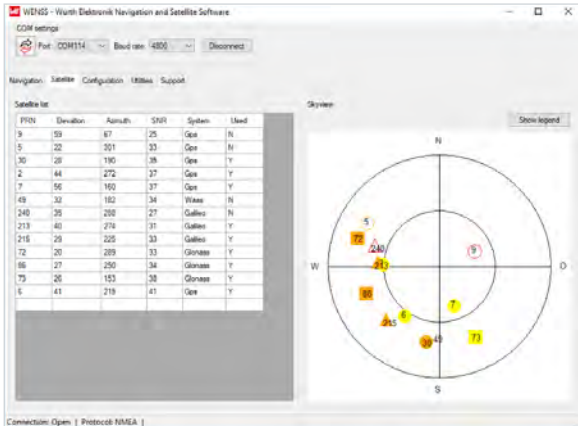 WENSS - Würth Elektronik Navigation and Satellite Software
COM settings
Port: COM114 Baud rate: 4800 Disconnect
Navigation Satellite Configuration Utilities Support
Satellite list
Skyview
Show legend
PRN Elevation Azimuth SNR System Used
9 59 67 25 Gps N
5 22 301 33 Gps N
30 28 190 Gps Y
2 44 272 37 Gps Y
7 56 160 37 Gps Y
49 32 182 34 Waas N
240 35 27 Galileo N
213 40 274 31 Galileo Y
215 29 225 33 Galileo Y
72 20 289 33 Glonass Y
86 27 250 34 Glonass Y
73 26 153 38 Glonass Y
6 41 219 41 Gps Y
N
5
72
240
9
W
213
O
86
7
6
215
30
49
73
S
Connection: Open | Protocol: NMEA |